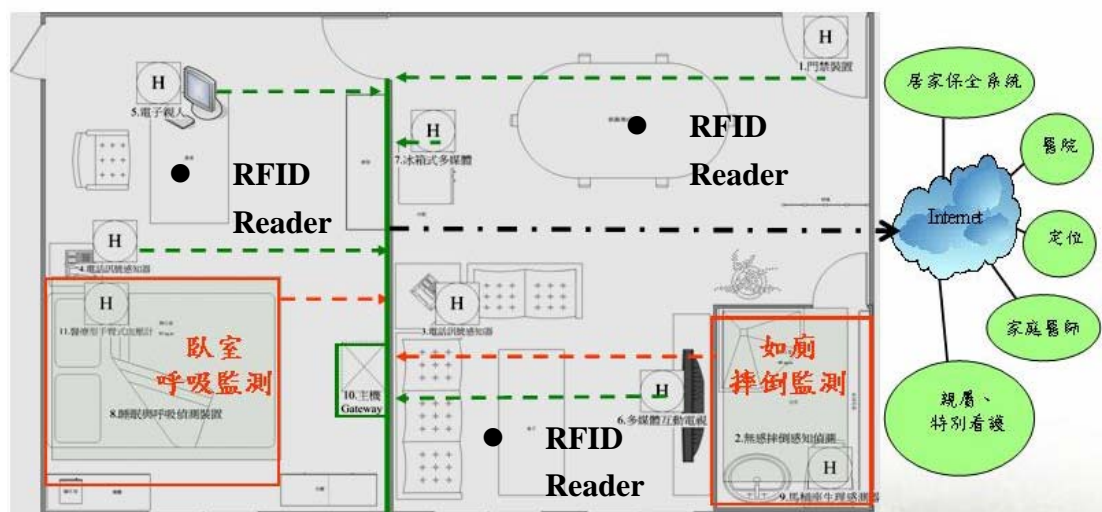 H
1.門禁裝置
H
5.電子親人
H
7.冰箱式多媒體
RFID
Reader
RFID
Reader
居家保全系統
醫院
Internet
定位
家庭醫師
親屬、
特別看護
H
4.電話訊號感知器
H
11.醫療型手臂式血壓計
臥室
呼吸監測
8.睡眠與呼吸偵測裝置
H
3.電話訊號感知器
10.主機
Gateway
H
6.多媒體互動電視
RFID
Reader
如廁
摔倒監測
2.無感摔倒感知偵測
H
9.馬桶座生理感測器